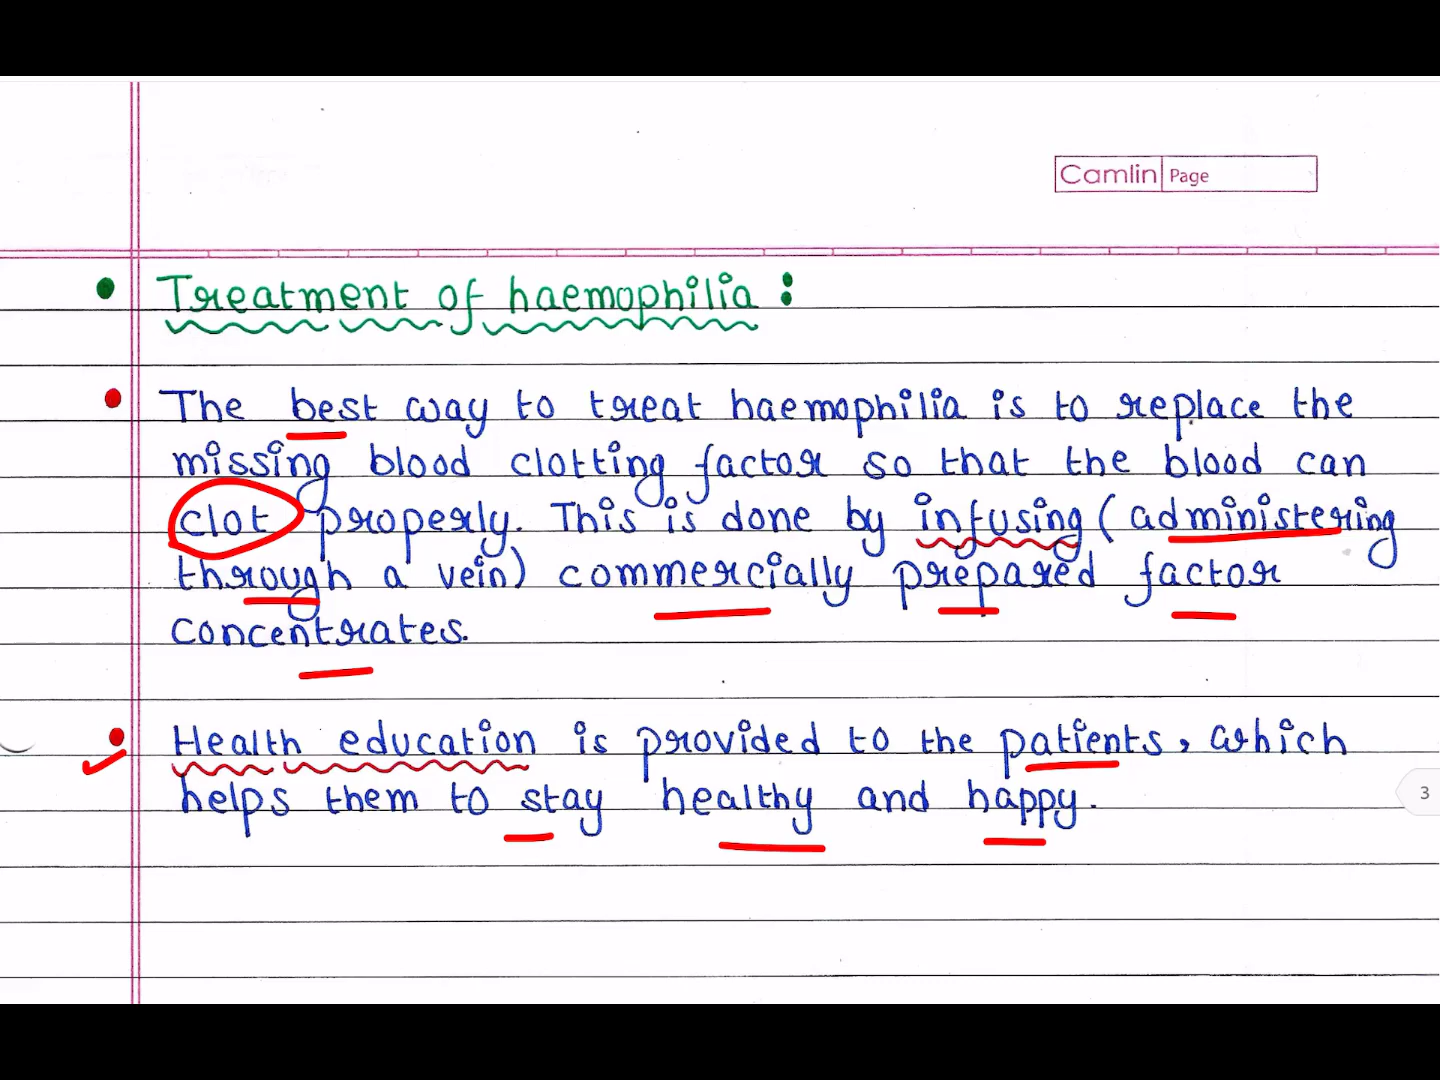 Camlin Page
• Treatment of haemophilia :
• The best way to treat haemophilia is to replace the
missing blood clotting factor so that the blood can
clot properly. This is done by infusing (administering
through a vein) commercially prepared factor
concentrates.
• Health education is provided to the patients, which
helps them to stay healthy and happy.
3